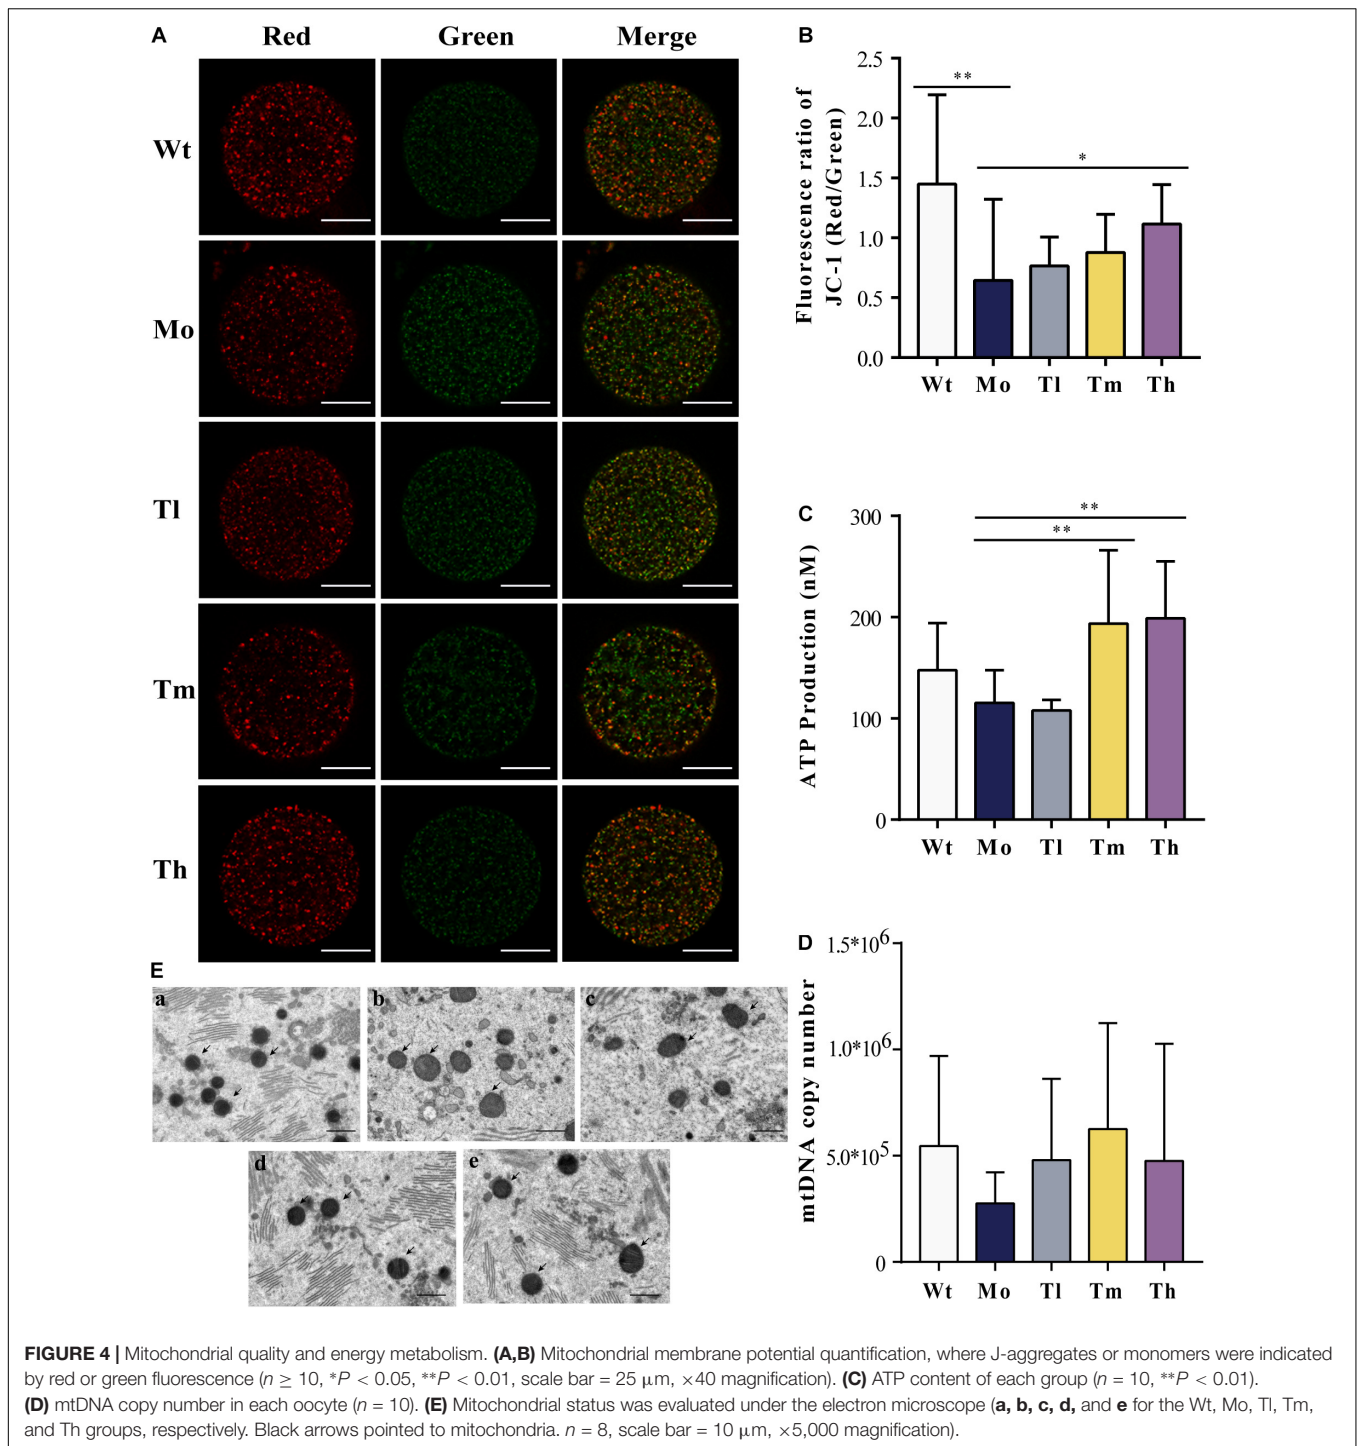 A
Red Green Merge
Wt
Mo
Tl
Tm
Th
B
Fluorescence ratio of
JC-1 (Red/Green)
2.5
2.0
1.5
1.0
0.5
0.0
**
*
Wt Mo Tl Tm Th
C
ATP Production (nM)
300
200
100
0
**
**
Wt Mo Tl Tm Th
D
mtDNA copy number
1.5*10^6
1.0*10^6
5.0*10^5
0
Wt Mo Tl Tm Th
E
a b c
d e
FIGURE 4 | Mitochondrial quality and energy metabolism. (A,B) Mitochondrial membrane potential quantification, where J-aggregates or monomers were indicated
by red or green fluorescence (n ≥ 10, *P < 0.05, **P < 0.01, scale bar = 25 μm, ×40 magnification). (C) ATP content of each group (n = 10, **P < 0.01).
(D) mtDNA copy number in each oocyte (n = 10). (E) Mitochondrial status was evaluated under the electron microscope (a, b, c, d, and e for the Wt, Mo, Tl, Tm,
and Th groups, respectively. Black arrows pointed to mitochondria. n = 8, scale bar = 10 μm, ×5,000 magnification).